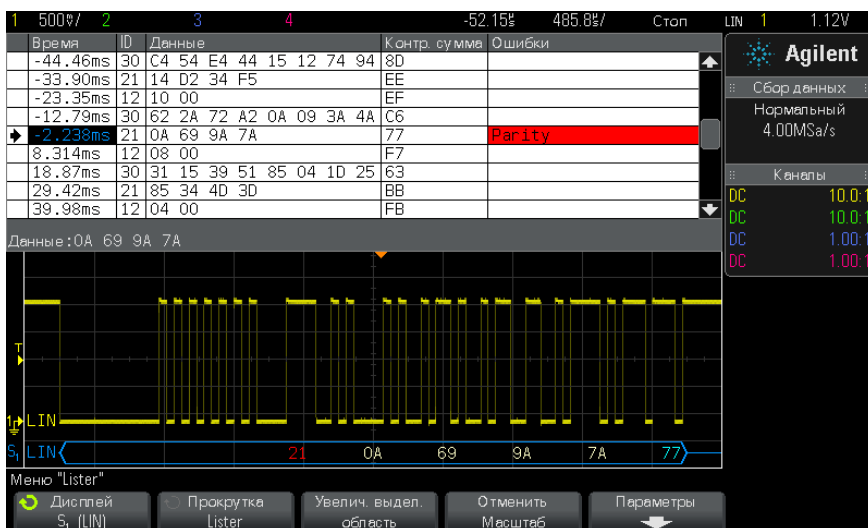 1 500▽/ 2 3 4 -52.15▽ 485.8▽/ Стоп LIN 1 1.12V
Время ID Данные Контр. сумма Ошибки
-44.46ms 30 C4 54 E4 44 15 12 74 94 8D
-33.90ms 21 14 D2 34 F5 EE
-23.35ms 12 10 00 EF
-12.79ms 30 62 2A 72 A2 0A 09 3A 4A C6
-2.238ms 21 0A 69 9A 7A 77 Parity
8.314ms 12 08 00 F7
18.87ms 30 31 15 39 51 85 04 1D 25 63
29.42ms 21 85 34 4D 3D BB
39.98ms 12 04 00 FB
Данные:0A 69 9A 7A
T
1 LIN
S1 LIN 21 0A 69 9A 7A 77
Меню "Lister"
Дисплей
S1 (LIN)
Прокрутка
Lister
Увелич. выдел.
область
Отменить
Масштаб
Параметры
Agilent
Сбор данных
Нормальный
4.00MSa/s
Каналы
DC 10.0:1
DC 10.0:1
DC 1.00:1
DC 1.00:1